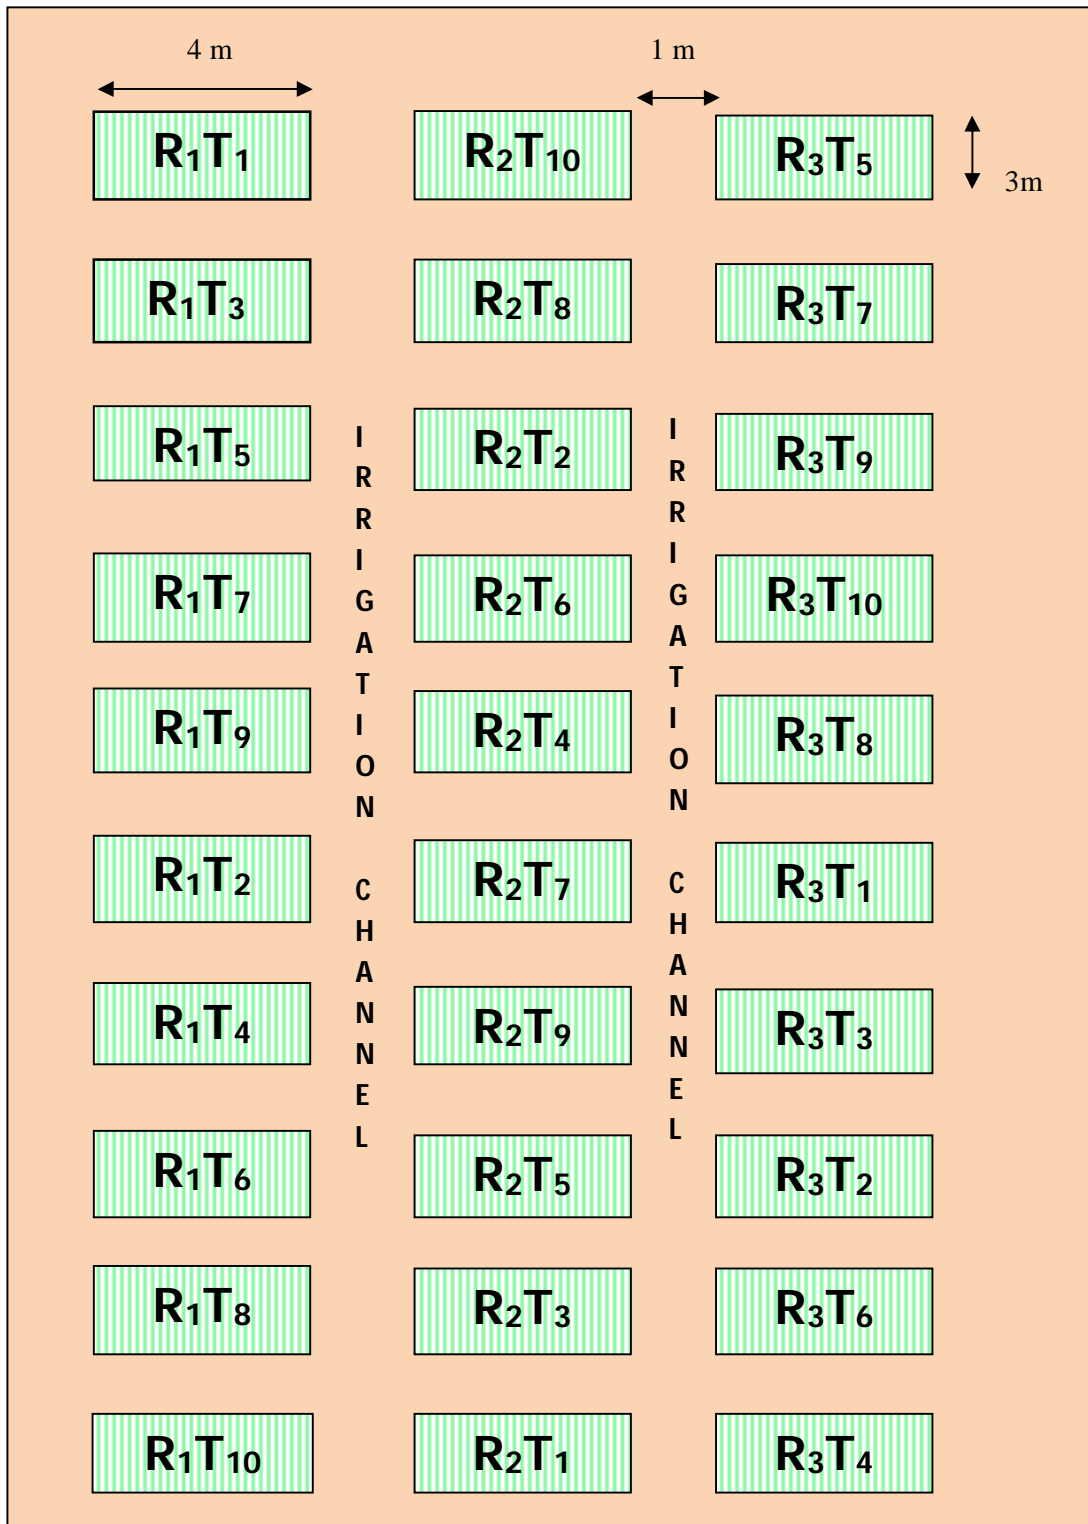 4 m
1 m
R₁T₁ R₂T₁₀ R₃T₅
3m
R₁T₃ R₂T₈ R₃T₇
R₁T₅ R₂T₂ R₃T₉
R₁T₇ R₂T₆ R₃T₁₀
R₁T₉ R₂T₄ R₃T₈
R₁T₂ R₂T₇ R₃T₁
R₁T₄ R₂T₉ R₃T₃
R₁T₆ R₂T₅ R₃T₂
R₁T₈ R₂T₃ R₃T₆
R₁T₁₀ R₂T₁ R₃T₄
IRRIGATION CHANNEL
IRRIGATION CHANNEL